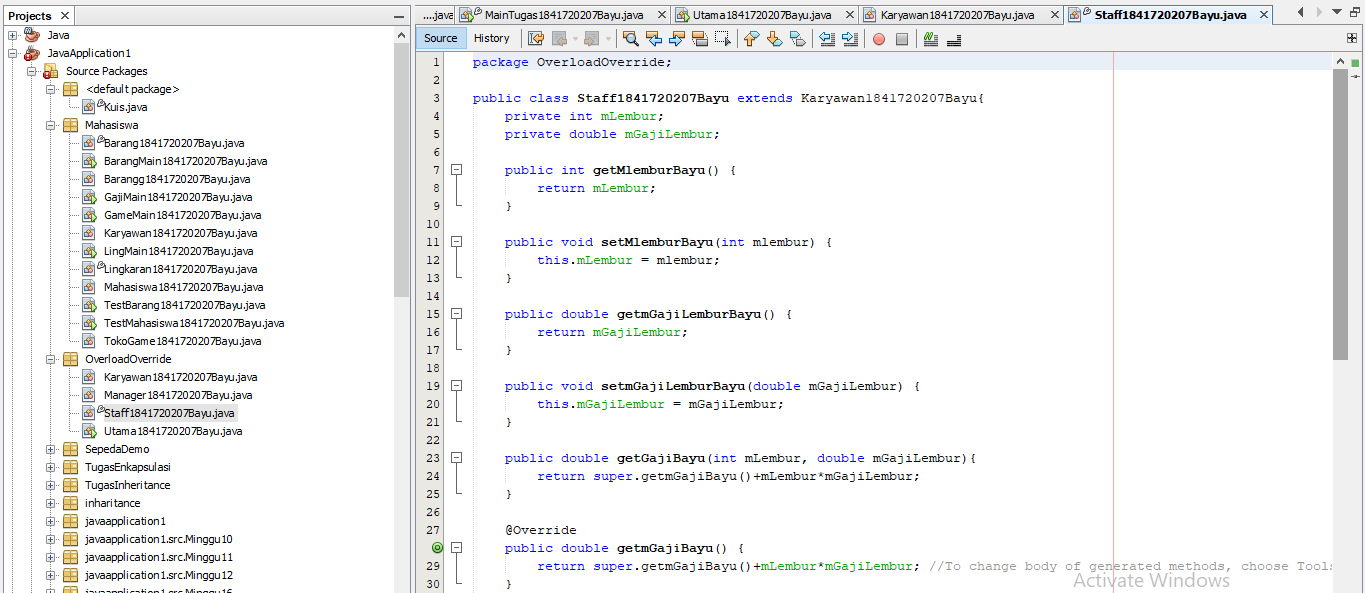 Projects
Java
JavaApplication1
Source Packages
<default package>
Kuis.java
Mahasiswa
Barang1841720207Bayu.java
BarangMain1841720207Bayu.java
Barangg1841720207Bayu.java
GajiMain1841720207Bayu.java
GameMain1841720207Bayu.java
Karyawan1841720207Bayu.java
LingMain1841720207Bayu.java
Lingkaran1841720207Bayu.java
Mahasiswa1841720207Bayu.java
TestBarang1841720207Bayu.java
TestMahasiswa1841720207Bayu.java
TokoGame1841720207Bayu.java
OverloadOverride
Karyawan1841720207Bayu.java
Manager1841720207Bayu.java
Staff1841720207Bayu.java
Utama1841720207Bayu.java
SepedaDemo
TugasEnkapsulasi
TugasInheritance
inharitance
javaapplication1
javaapplication1.src.Minggu10
javaapplication1.src.Minggu11
javaapplication1.src.Minggu12
javaapplication1.src.Minggu16
....java MainTugas1841720207Bayu.java Utama1841720207Bayu.java Karyawan1841720207Bayu.java Staff1841720207Bayu.java
Source History
1 package OverloadOverride;
2
3 public class Staff1841720207Bayu extends Karyawan1841720207Bayu{
4 private int mLembur;
5 private double mGajiLembur;
6
7 public int getMlemburBayu() {
8 return mLembur;
9 }
10
11 public void setMlemburBayu(int mlembur) {
12 this.mLembur = mlembur;
13 }
14
15 public double getmGajiLemburBayu() {
16 return mGajiLembur;
17 }
18
19 public void setmGajiLemburBayu(double mGajiLembur) {
20 this.mGajiLembur = mGajiLembur;
21 }
22
23 public double getGajiBayu(int mLembur, double mGajiLembur){
24 return super.getmGajiBayu()+mLembur*mGajiLembur;
25 }
26
27 @Override
public double getmGajiBayu() {
29 return super.getmGajiBayu()+mLembur*mGajiLembur; //To change body of generated methods, choose Tools
30 }
Activate Windows